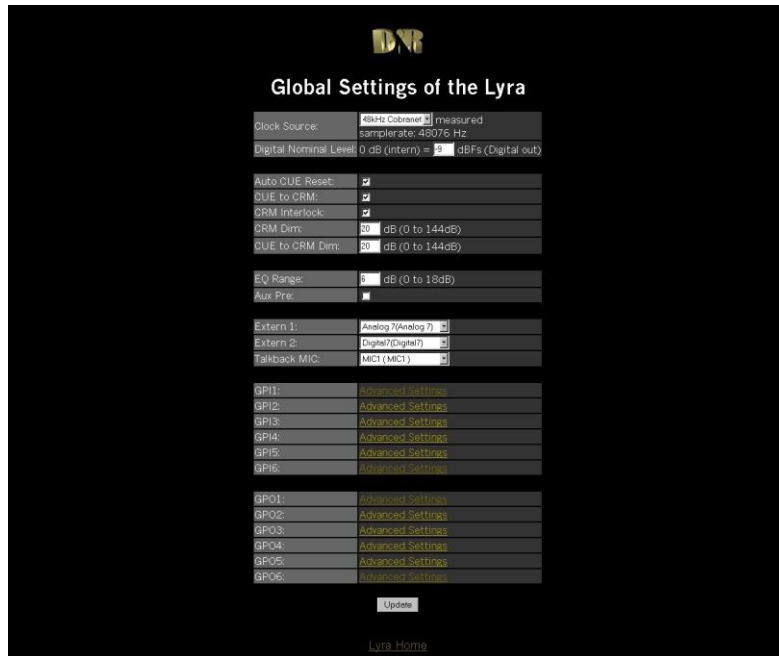 DNR
Global Settings of the Lyra
Clock Source: 48kHz Cobranet measured
samplerate: 48076 Hz
Digital Nominal Level: 0 dB (intern) = -9 dBFs (Digital out)
Auto CUE Reset:
CUE to CRM:
CRM Interlock:
CRM Dim: 20 dB (0 to 144dB)
CUE to CRM Dim: 20 dB (0 to 144dB)
EQ Range: 6 dB (0 to 18dB)
Aux Pre:
Extern 1: Analog 7(Analog 7)
Extern 2: Digital7(Digital7)
Talkback MIC: MIC1 ( MIC1 )
GPI1: Advanced Settings
GPI2: Advanced Settings
GPI3: Advanced Settings
GPI4: Advanced Settings
GPI5: Advanced Settings
GPI6: Advanced Settings
GPO1: Advanced Settings
GPO2: Advanced Settings
GPO3: Advanced Settings
GPO4: Advanced Settings
GPO5: Advanced Settings
GPO6: Advanced Settings
Update
Lyra Home